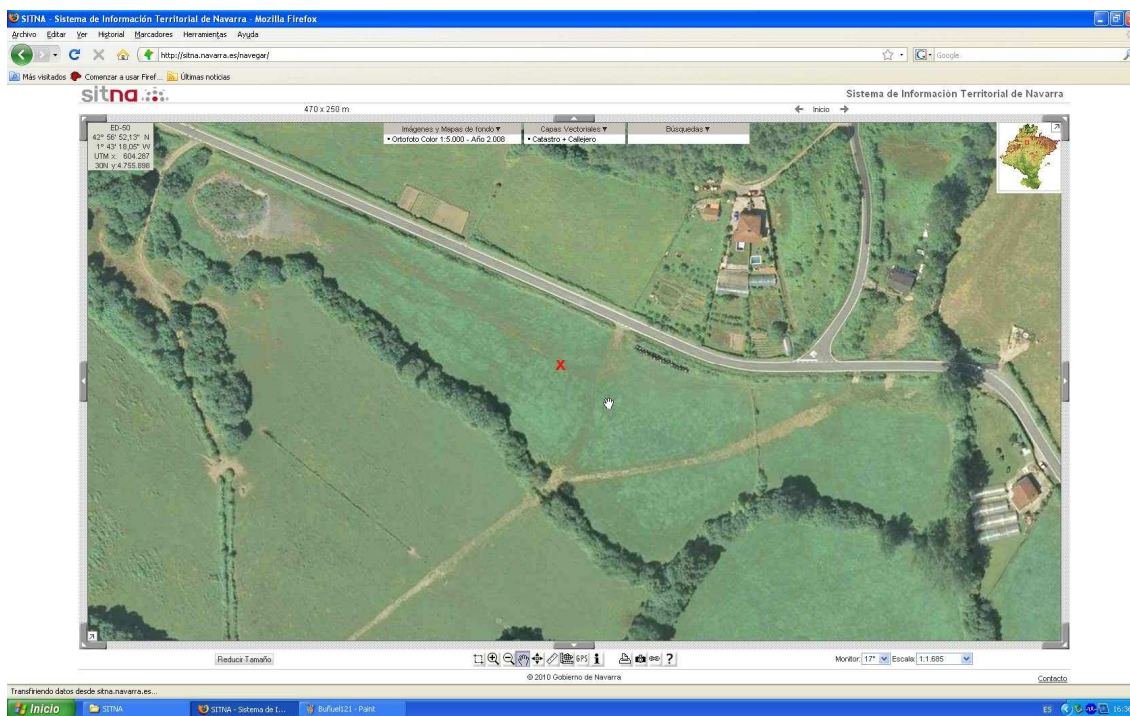 SITNA - Sistema de Información Territorial de Navarra - Mozilla Firefox
Archivo Editar Ver Historial Marcadores Herramientas Ayuda
http://sitna.navarra.es/navegar/
Google
Más visitados Comenzar a usar Firef... Últimas noticias
sitna
Sistema de Información Territorial de Navarra
470 x 250 m
Inicio
ED-50
42º 56' 52,13" N
1º 43' 18,05" W
UTM x: 604.287
30N y:4.755.898
Imágenes y Mapas de fondo ▼ Capas Vectoriales ▼ Búsquedas ▼
• Ortofoto Color 1:5.000 - Año 2.008 • Catastro + Callejero
X
Reducir Tamaño
GPS
Monitor: 17" Escala: 1:1.685
© 2010 Gobierno de Navarra
Contacto
Transfiriendo datos desde sitna.navarra.es...
Inicio SITNA SITNA - Sistema de I... Buñuel121 - Paint ES 16:36